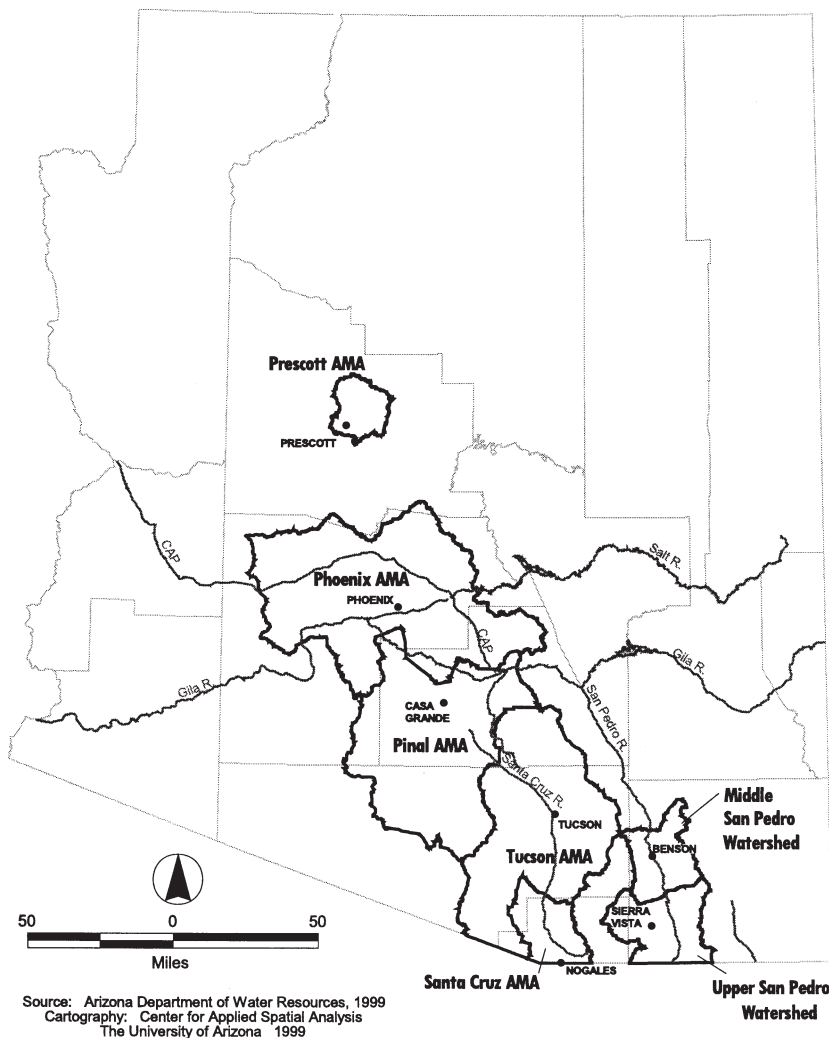 Prescott AMA
PRESCOTT
CAP
Salt R.
Phoenix AMA
PHOENIX
CAP
Gila R.
Gila R.
San Pedro R.
CASA
GRANDE
Pinal AMA
Santa Cruz R.
Middle
San Pedro
Watershed
TUCSON
BENSON
Tucson AMA
SIERRA
VISTA
50 0 50
Miles
NOGALES
Santa Cruz AMA
Upper San Pedro
Watershed
Source: Arizona Department of Water Resources, 1999
Cartography: Center for Applied Spatial Analysis
The University of Arizona 1999